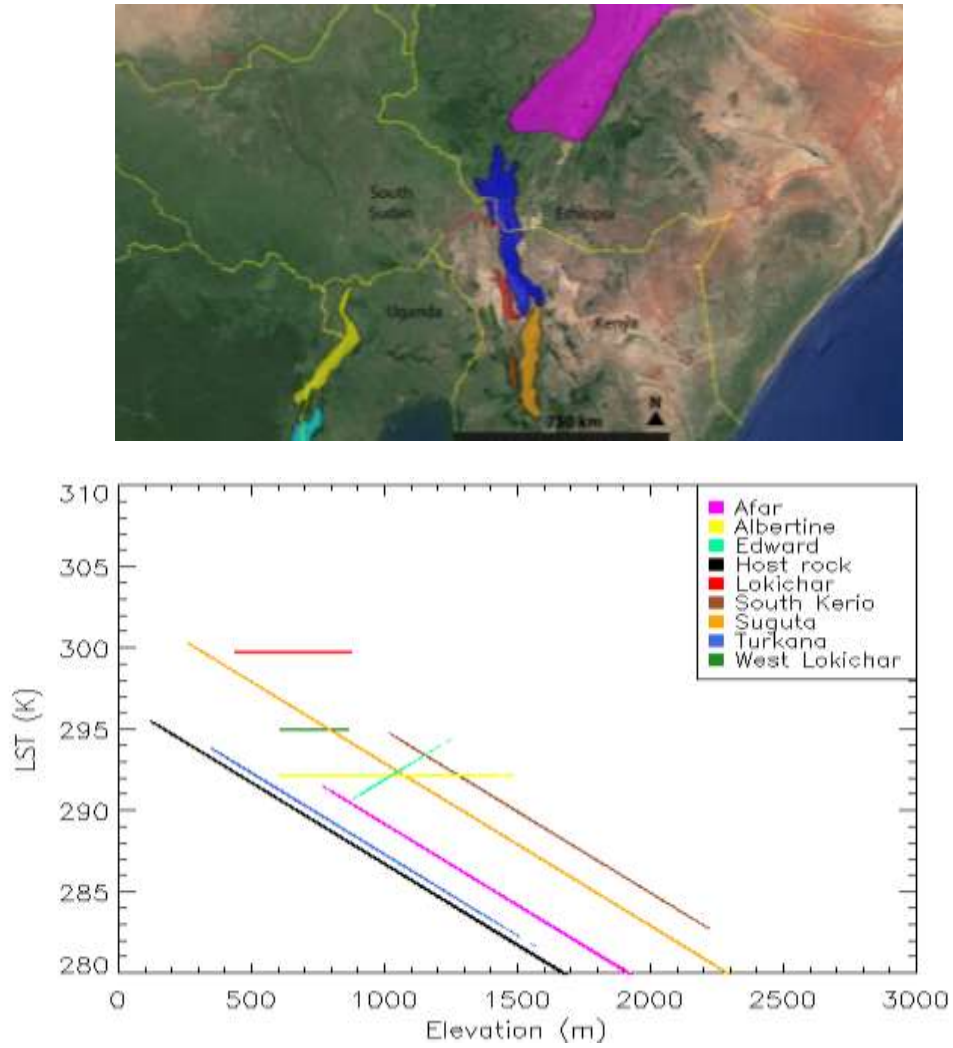 South
Sudan
Ethiopia
Uganda
Kenya
N
750 km
310
305
300
295
290
285
280
LST (K)
0 500 1000 1500 2000 2500 3000
Elevation (m)
Afar
Albertine
Edward
Host rock
Lokichar
South Kerio
Suguta
Turkana
West Lokichar